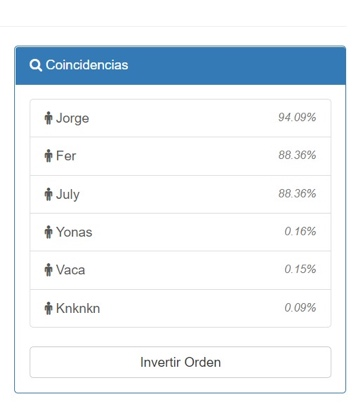 Coincidencias
Jorge 94.09%
Fer 88.36%
July 88.36%
Yonas 0.16%
Vaca 0.15%
Knknkn 0.09%
Invertir Orden